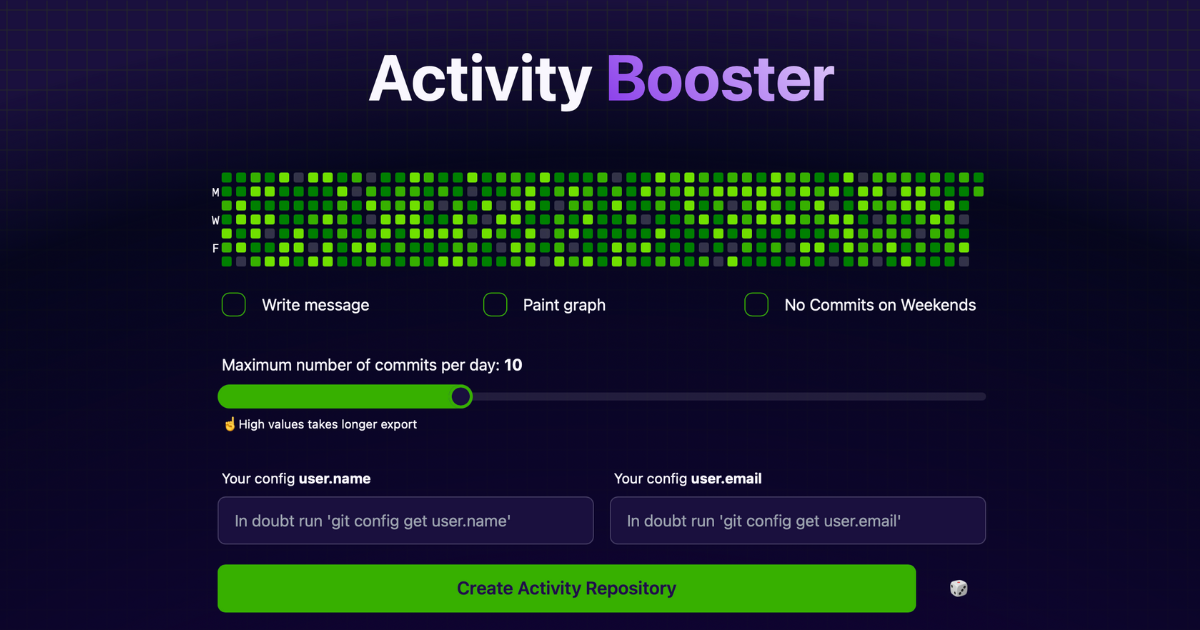 Activity Booster
M
W
F
Write message
Paint graph
No Commits on Weekends
Maximum number of commits per day: 10
☝️High values takes longer export
Your config user.name
Your config user.email
In doubt run 'git config get user.name'
In doubt run 'git config get user.email'
Create Activity Repository